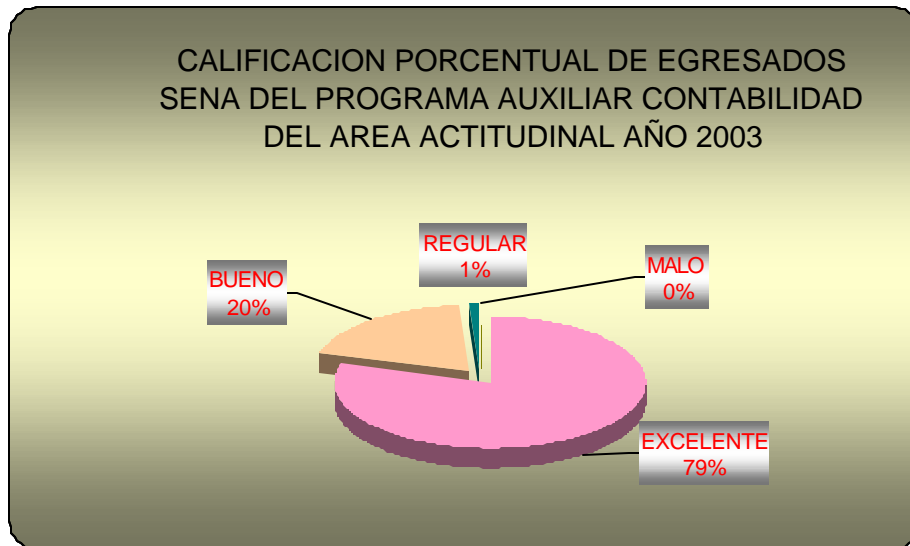 CALIFICACION PORCENTUAL DE EGRESADOS
SENA DEL PROGRAMA AUXILIAR CONTABILIDAD
DEL AREA ACTITUDINAL AÑO 2003
REGULAR
1%
MALO
0%
BUENO
20%
EXCELENTE
79%